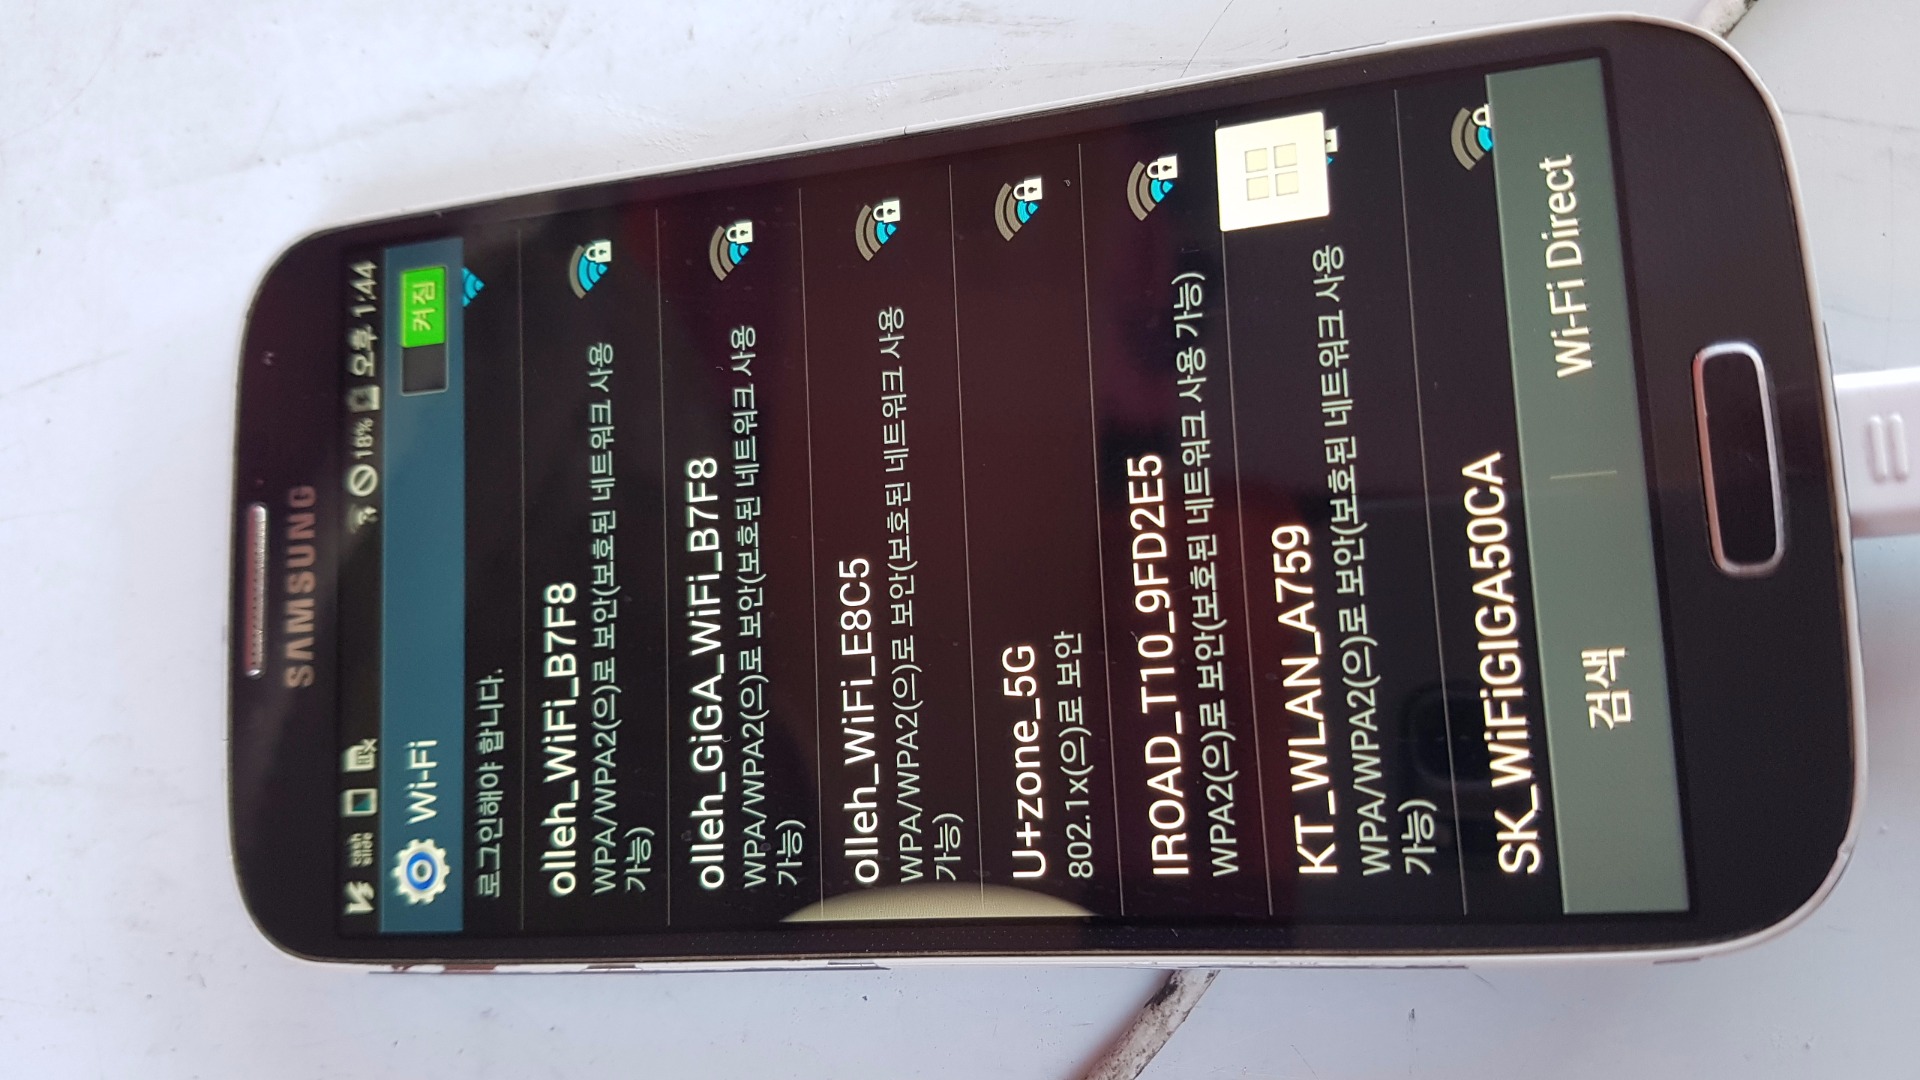 SAMSUNG
cash
slide
18% 오후 1:44
Wi-Fi
켜짐
로그인해야 합니다.
olleh_WiFi_B7F8
WPA/WPA2(으)로 보안(보호된 네트워크 사용
가능)
olleh_GiGA_WiFi_B7F8
WPA/WPA2(으)로 보안(보호된 네트워크 사용
가능)
olleh_WiFi_E8C5
WPA/WPA2(으)로 보안(보호된 네트워크 사용
가능)
U+zone_5G
802.1x(으)로 보안
IROAD_T10_9FD2E5
WPA2(으)로 보안(보호된 네트워크 사용 가능)
KT_WLAN_A759
WPA/WPA2(으)로 보안(보호된 네트워크 사용
가능)
SK_WiFiGIGA50CA
검색
Wi-Fi Direct